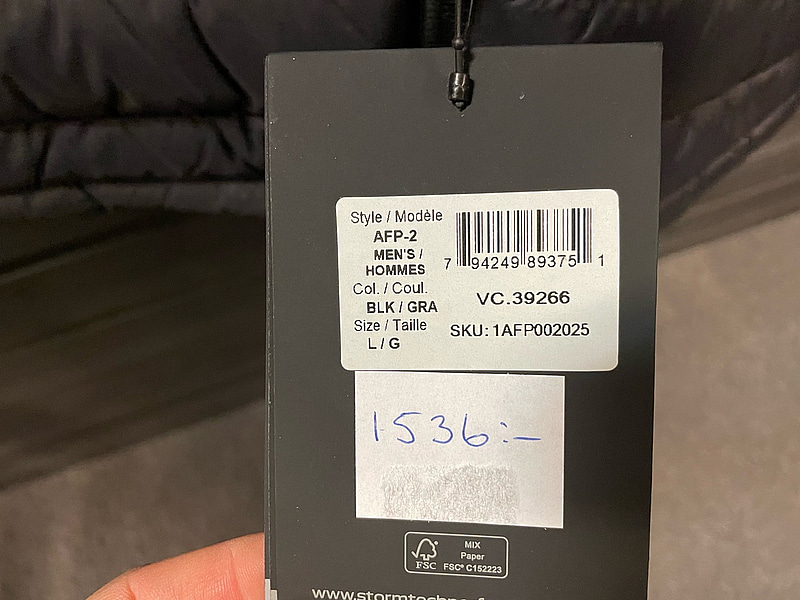 Style / Modèle
AFP-2
MEN'S /
HOMMES
Col. / Coul.
BLK / GRA
Size / Taille
L / G
7 94249 89375 1
VC.39266
SKU: 1AFP002025
1536:-
FSC
MIX
Paper
FSC® C152223